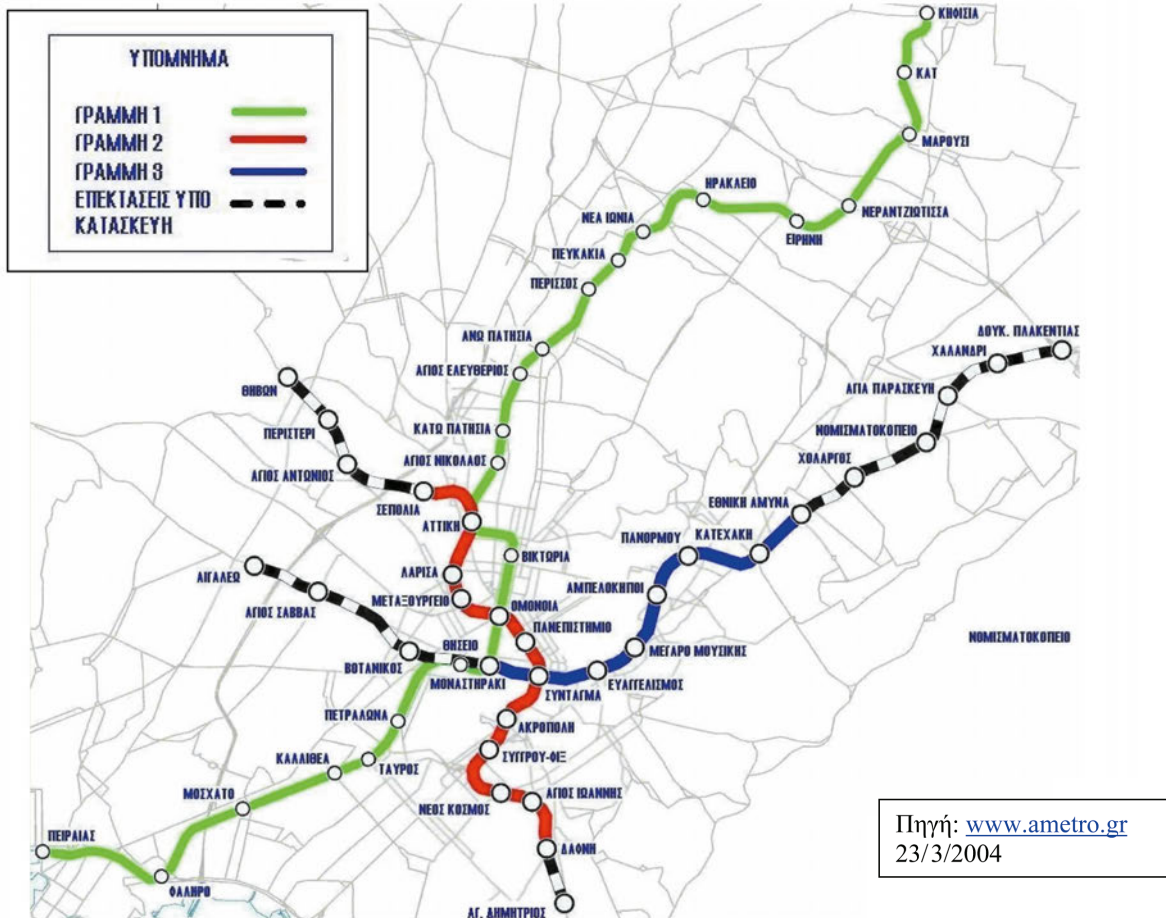 ΥΠΟΜΝΗΜΑ
ΓΡΑΜΜΗ 1
ΓΡΑΜΜΗ 2
ΓΡΑΜΜΗ 3
ΕΠΕΚΤΑΣΕΙΣ ΥΠΟ
ΚΑΤΑΣΚΕΥΗ
ΚΗΦΙΣΙΑ
ΚΑΤ
ΜΑΡΟΥΣΙ
ΗΡΑΚΛΕΙΟ
ΝΕΡΑΝΤΖΙΩΤΙΣΣΑ
ΝΕΑ ΙΩΝΙΑ
ΕΙΡΗΝΗ
ΠΕΥΚΑΚΙΑ
ΠΕΡΙΣΣΟΣ
ΑΝΩ ΠΑΤΗΣΙΑ
ΔΟΥΚ. ΠΛΑΚΕΝΤΙΑΣ
ΧΑΛΑΝΔΡΙ
ΑΓΙΟΣ ΕΛΕΥΘΕΡΙΟΣ
ΘΗΒΩΝ
ΑΓΙΑ ΠΑΡΑΣΚΕΥΗ
ΠΕΡΙΣΤΕΡΙ
ΚΑΤΩ ΠΑΤΗΣΙΑ
ΝΟΜΙΣΜΑΤΟΚΟΠΕΙΟ
ΑΓΙΟΣ ΑΝΤΩΝΙΟΣ
ΑΓΙΟΣ ΝΙΚΟΛΑΟΣ
ΧΟΛΑΡΓΟΣ
ΣΕΠΟΛΙΑ
ΕΘΝΙΚΗ ΑΜΥΝΑ
ΑΤΤΙΚΗ
ΠΑΝΟΡΜΟΥ
ΚΑΤΕΧΑΚΗ
ΒΙΚΤΩΡΙΑ
ΑΙΓΑΛΕΩ
ΛΑΡΙΣΑ
ΑΜΠΕΛΟΚΗΠΟΙ
ΑΓΙΟΣ ΣΑΒΒΑΣ
ΜΕΤΑΞΟΥΡΓΕΙΟ
ΟΜΟΝΟΙΑ
ΠΑΝΕΠΙΣΤΗΜΙΟ
ΝΟΜΙΣΜΑΤΟΚΟΠΕΙΟ
ΘΗΣΕΙΟ
ΜΕΓΑΡΟ ΜΟΥΣΙΚΗΣ
ΒΟΤΑΝΙΚΟΣ
ΜΟΝΑΣΤΗΡΑΚΙ
ΕΥΑΓΓΕΛΙΣΜΟΣ
ΣΥΝΤΑΓΜΑ
ΠΕΤΡΑΛΩΝΑ
ΑΚΡΟΠΟΛΗ
ΣΥΓΓΡΟΥ-ΦΙΞ
ΚΑΛΛΙΘΕΑ
ΤΑΥΡΟΣ
ΜΟΣΧΑΤΟ
ΝΕΟΣ ΚΟΣΜΟΣ
ΑΓΙΟΣ ΙΩΑΝΝΗΣ
ΠΕΙΡΑΙΑΣ
ΔΑΦΝΗ
ΦΑΛΗΡΟ
ΑΓ. ΔΗΜΗΤΡΙΟΣ
Πηγή: www.ametro.gr
23/3/2004